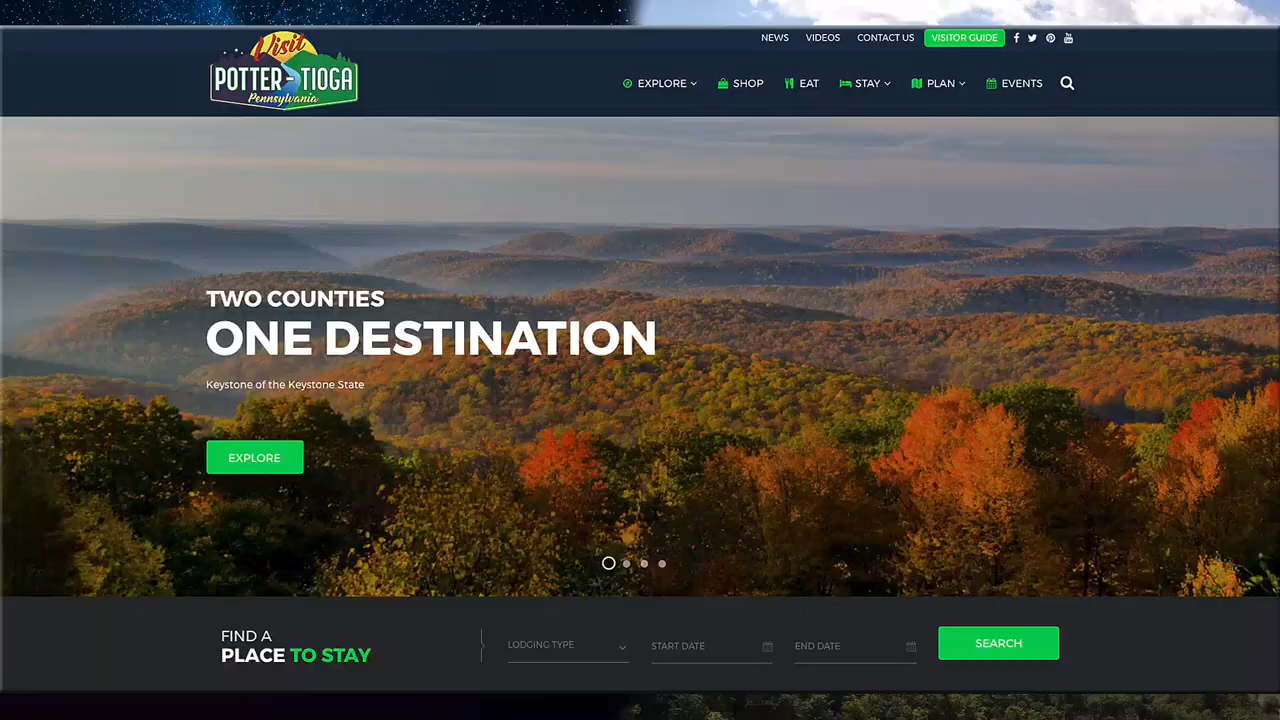 Visit
POTTER-TIOGA
Pennsylvania
NEWS VIDEOS CONTACT US VISITOR GUIDE
EXPLORE SHOP EAT STAY PLAN EVENTS
TWO COUNTIES
ONE DESTINATION
Keystone of the Keystone State
EXPLORE
FIND A
PLACE TO STAY
LODGING TYPE START DATE END DATE SEARCH